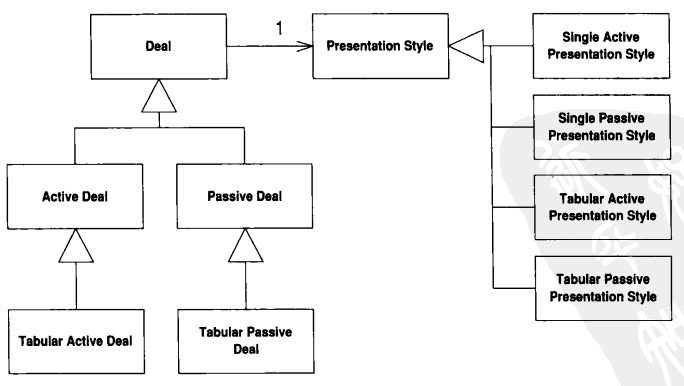 Deal
1
Presentation Style
Single Active
Presentation Style
Single Passive
Presentation Style
Active Deal
Passive Deal
Tabular Active
Presentation Style
Tabular Passive
Presentation Style
Tabular Active Deal
Tabular Passive
Deal